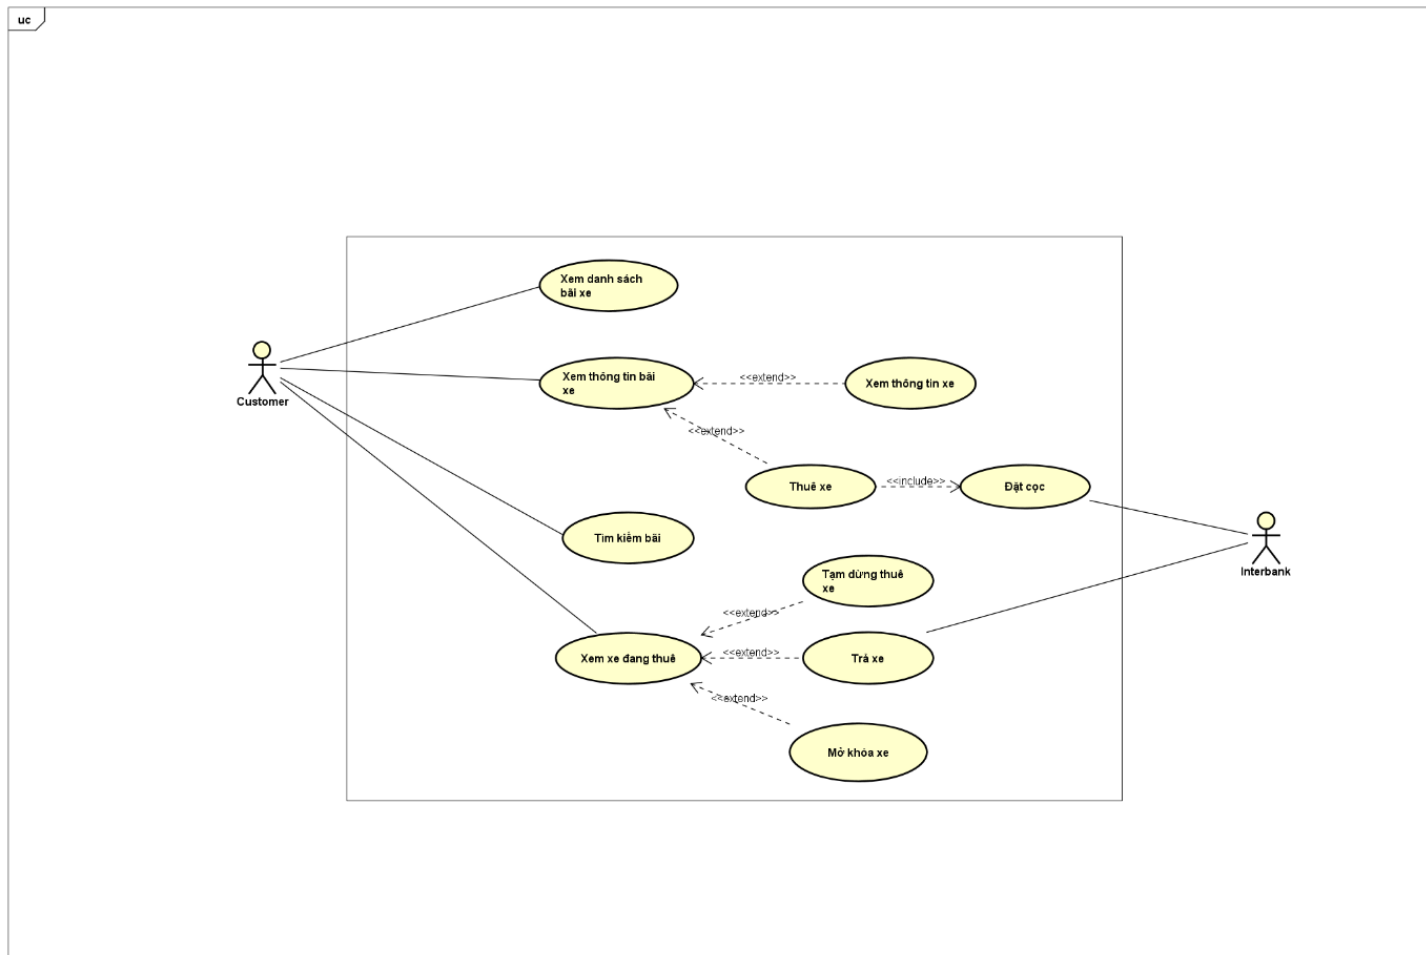 uc
Xem danh sách
bãi xe
Customer
Xem thông tin bãi
xe
<<extend>>
Xem thông tin xe
<<extend>>
Thuê xe
<<include>>
Đặt cọc
Tìm kiếm bãi
Interbank
Tạm dừng thuê
xe
<<extend>>
Xem xe đang thuê
<<extend>>
Trả xe
<<extend>>
Mở khóa xe